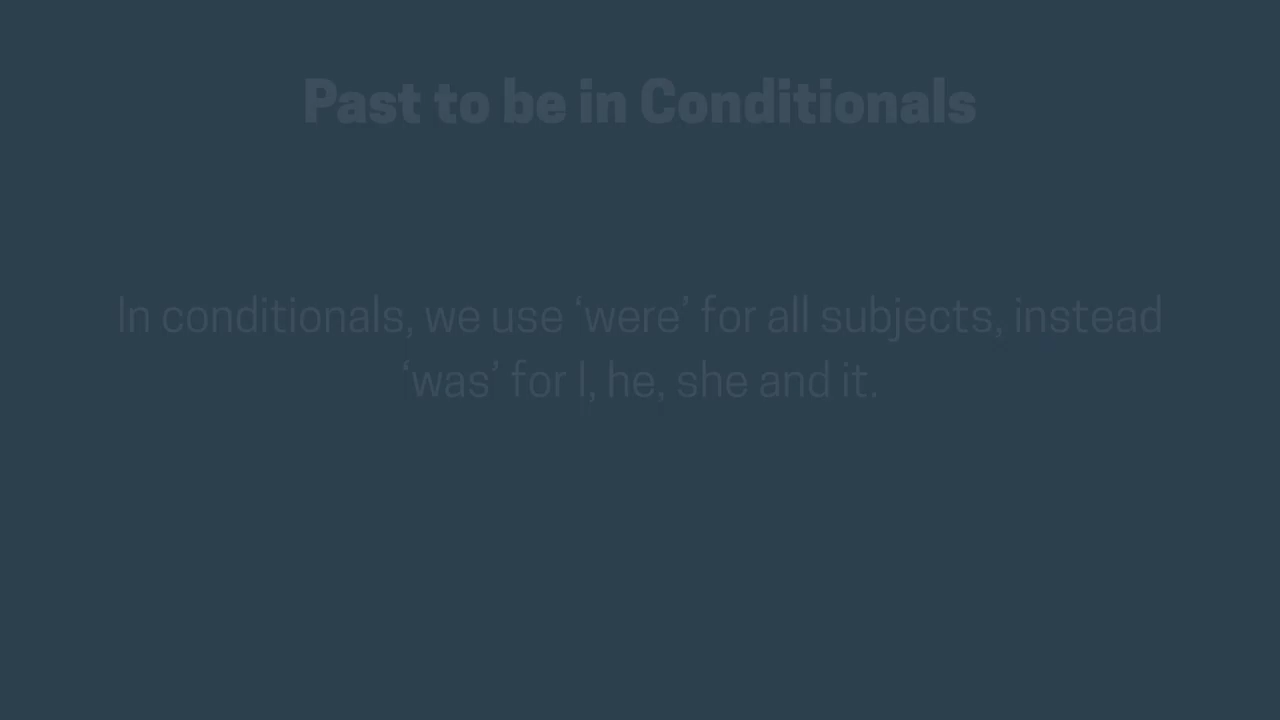 Past to be in Conditionals
In conditionals, we use ‘were’ for all subjects, instead
‘was’ for I, he, she and it.